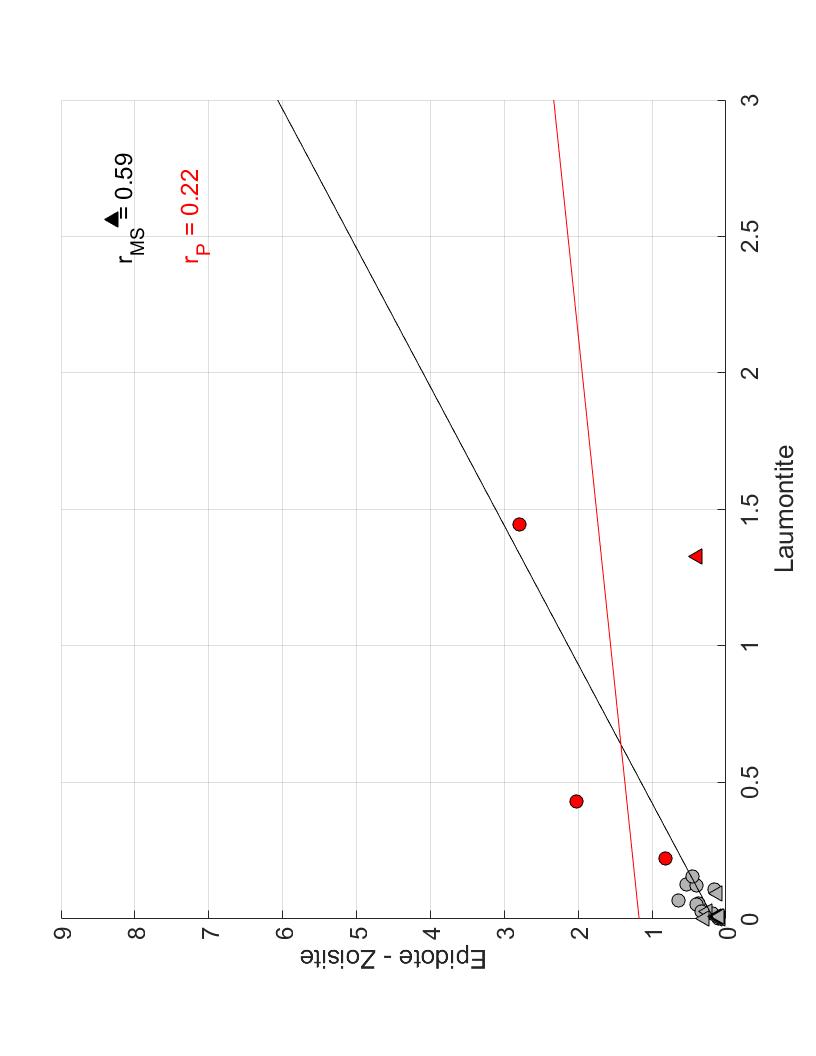 9
8
7
6
5
4
3
2
1
0
Epidote - Zoisite
r_MS = 0.59
r_P = 0.22
0 0.5 1 1.5 2 2.5 3
Laumontite